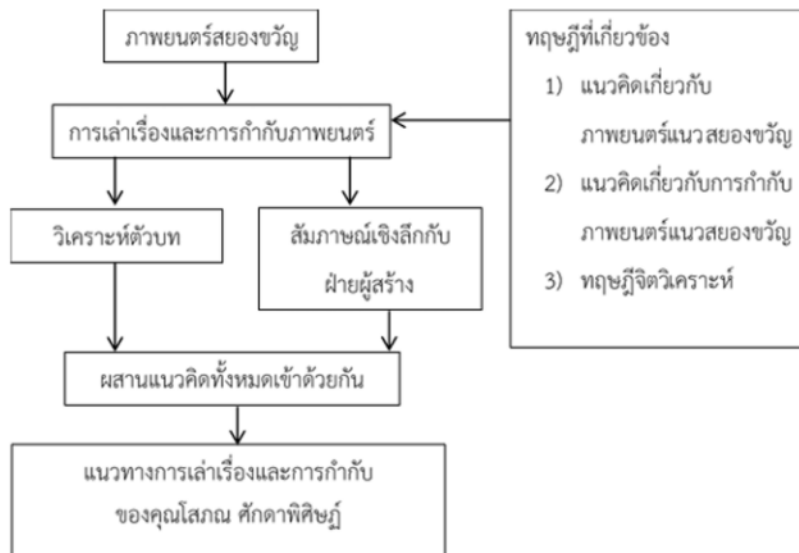 ภาพยนตร์สยองขวัญ
การเล่าเรื่องและการกำกับภาพยนตร์
วิเคราะห์ตัวบท
สัมภาษณ์เชิงลึกกับ
ฝ่ายผู้สร้าง
ผสานแนวคิดทั้งหมดเข้าด้วยกัน
แนวทางการเล่าเรื่องและการกำกับ
ของคุณโสภณ ศักดาพิศิษฏ์
ทฤษฎีที่เกี่ยวข้อง
1) แนวคิดเกี่ยวกับ
ภาพยนตร์แนวสยองขวัญ
2) แนวคิดเกี่ยวกับการกำกับ
ภาพยนตร์แนวสยองขวัญ
3) ทฤษฎีจิตวิเคราะห์